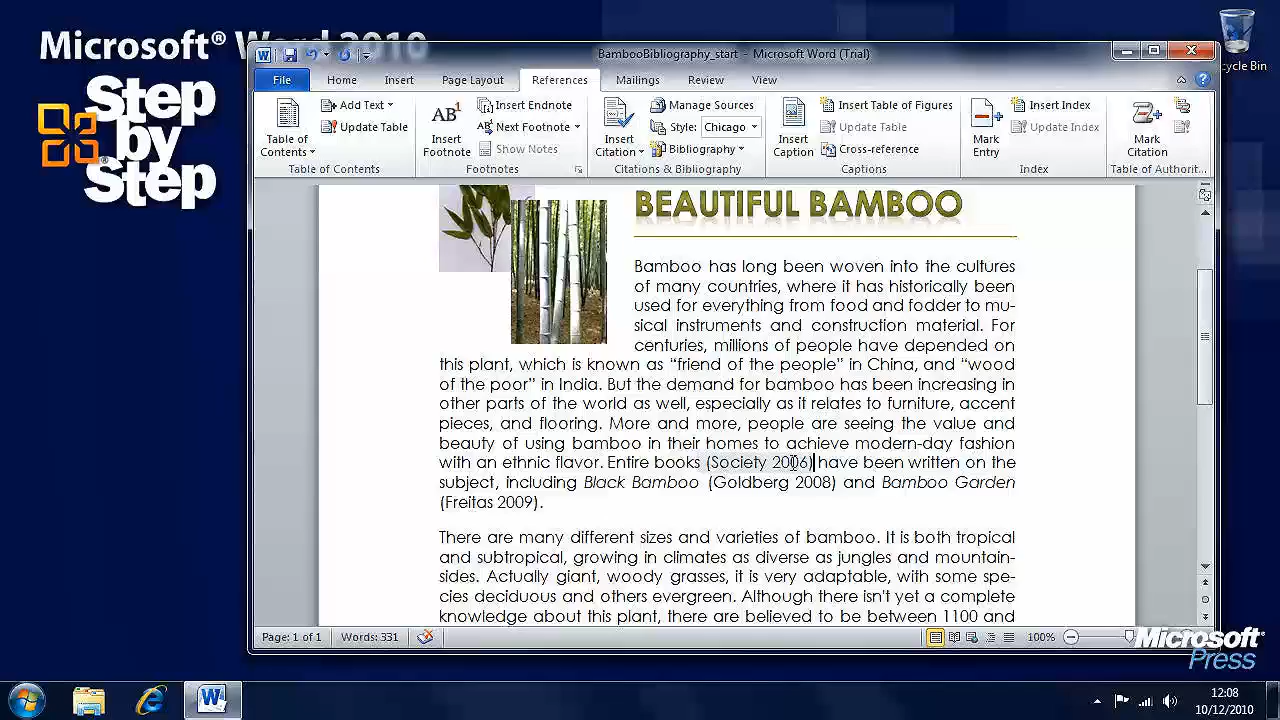 Microsoft® Word 2010
Step
by
Step
BambooBibliography_start - Microsoft Word (Trial)
File Home Insert Page Layout References Mailings Review View
Table of Contents
Add Text
Update Table
Table of Contents
Insert Footnote
Insert Endnote
Next Footnote
Show Notes
Footnotes
Insert Citation
Manage Sources
Style: Chicago
Bibliography
Citations & Bibliography
Insert Caption
Insert Table of Figures
Update Table
Cross-reference
Captions
Mark Entry
Insert Index
Update Index
Index
Mark Citation
Table of Authorit...
BEAUTIFUL BAMBOO
Bamboo has long been woven into the cultures
of many countries, where it has historically been
used for everything from food and fodder to mu-
sical instruments and construction material. For
centuries, millions of people have depended on
this plant, which is known as “friend of the people” in China, and “wood
of the poor” in India. But the demand for bamboo has been increasing in
other parts of the world as well, especially as it relates to furniture, accent
pieces, and flooring. More and more, people are seeing the value and
beauty of using bamboo in their homes to achieve modern-day fashion
with an ethnic flavor. Entire books (Society 2006) have been written on the
subject, including Black Bamboo (Goldberg 2008) and Bamboo Garden
(Freitas 2009).
There are many different sizes and varieties of bamboo. It is both tropical
and subtropical, growing in climates as diverse as jungles and mountain-
sides. Actually giant, woody grasses, it is very adaptable, with some spe-
cies deciduous and others evergreen. Although there isn't yet a complete
knowledge about this plant, there are believed to be between 1100 and
Page: 1 of 1 Words: 331 100%
cycle Bin
Microsoft
Press
12:08
10/12/2010